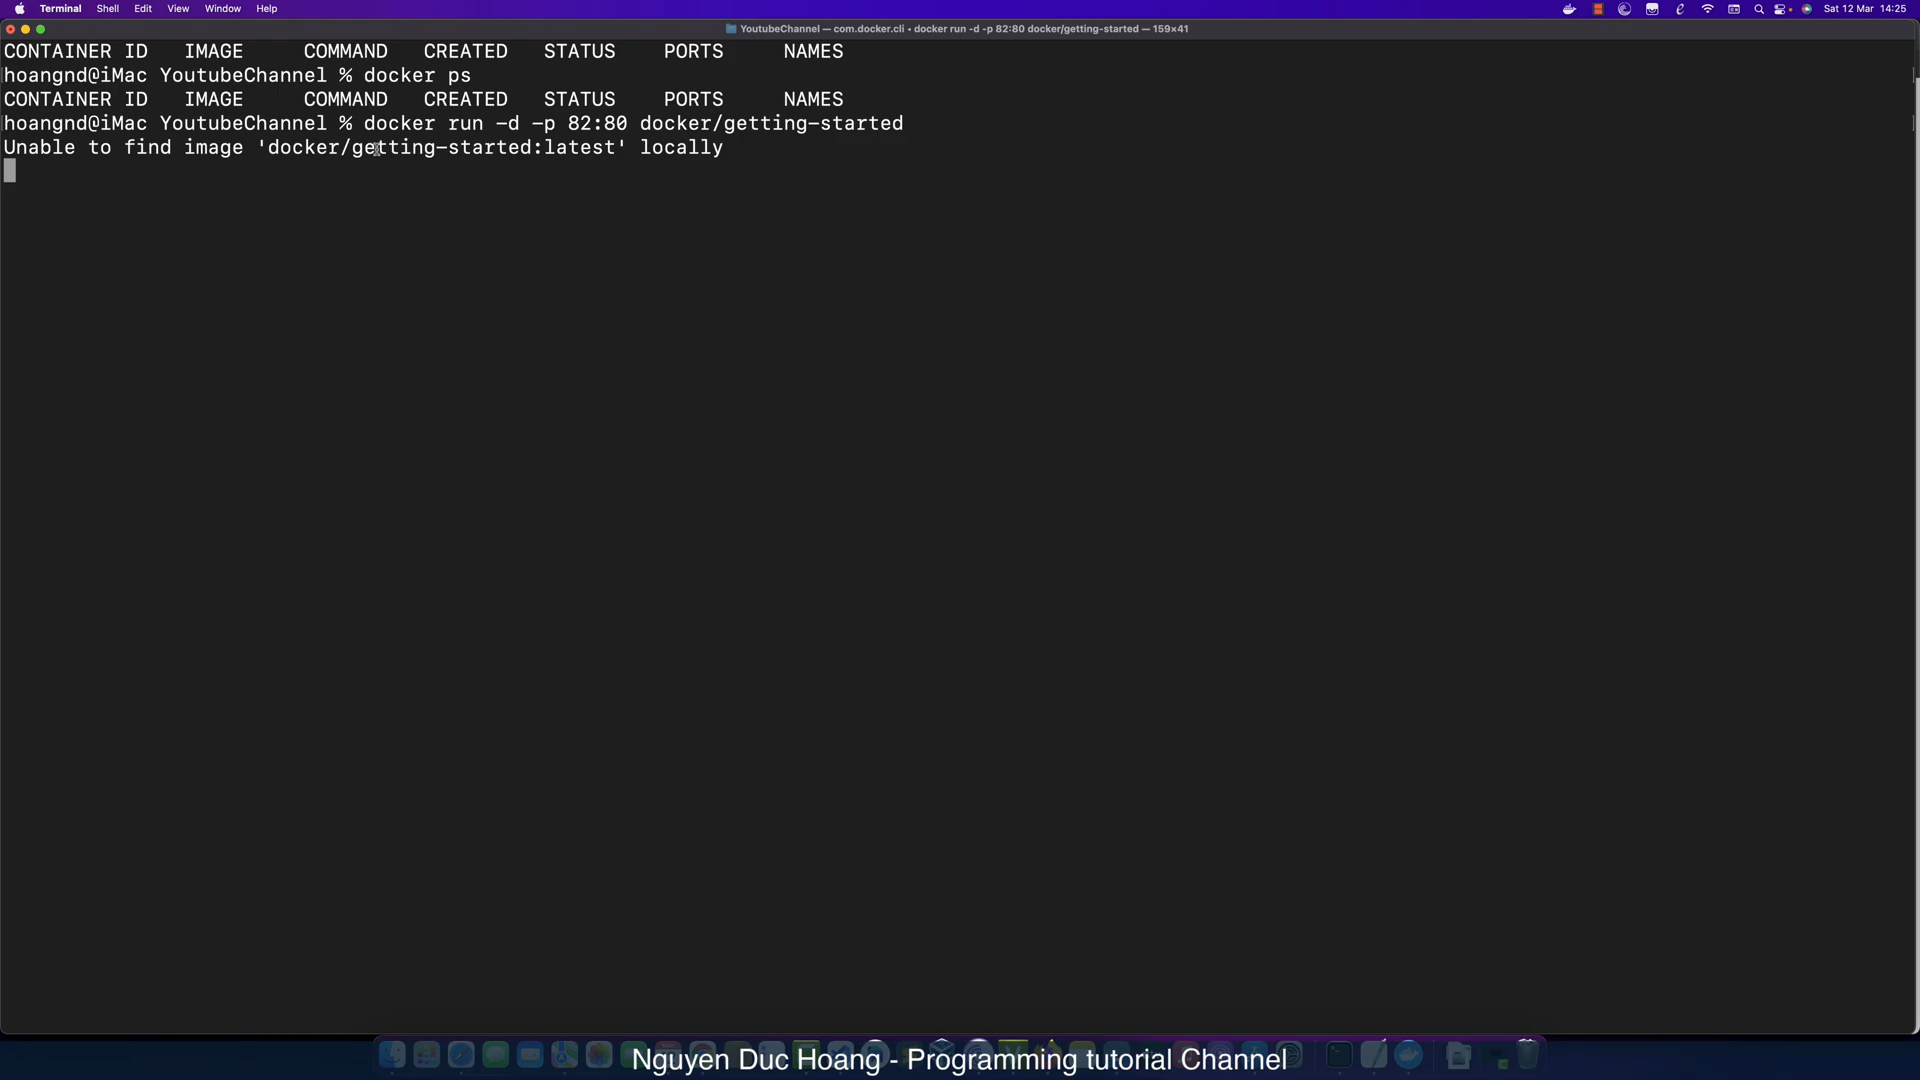 Terminal Shell Edit View Window Help Sat 12 Mar 14:25
YoutubeChannel — com.docker.cli • docker run -d -p 82:80 docker/getting-started — 159×41
CONTAINER ID IMAGE COMMAND CREATED STATUS PORTS NAMES
hoangnd@iMac YoutubeChannel % docker ps
CONTAINER ID IMAGE COMMAND CREATED STATUS PORTS NAMES
hoangnd@iMac YoutubeChannel % docker run -d -p 82:80 docker/getting-started
Unable to find image 'docker/getting-started:latest' locally
Nguyen Duc Hoang - Programming tutorial Channel